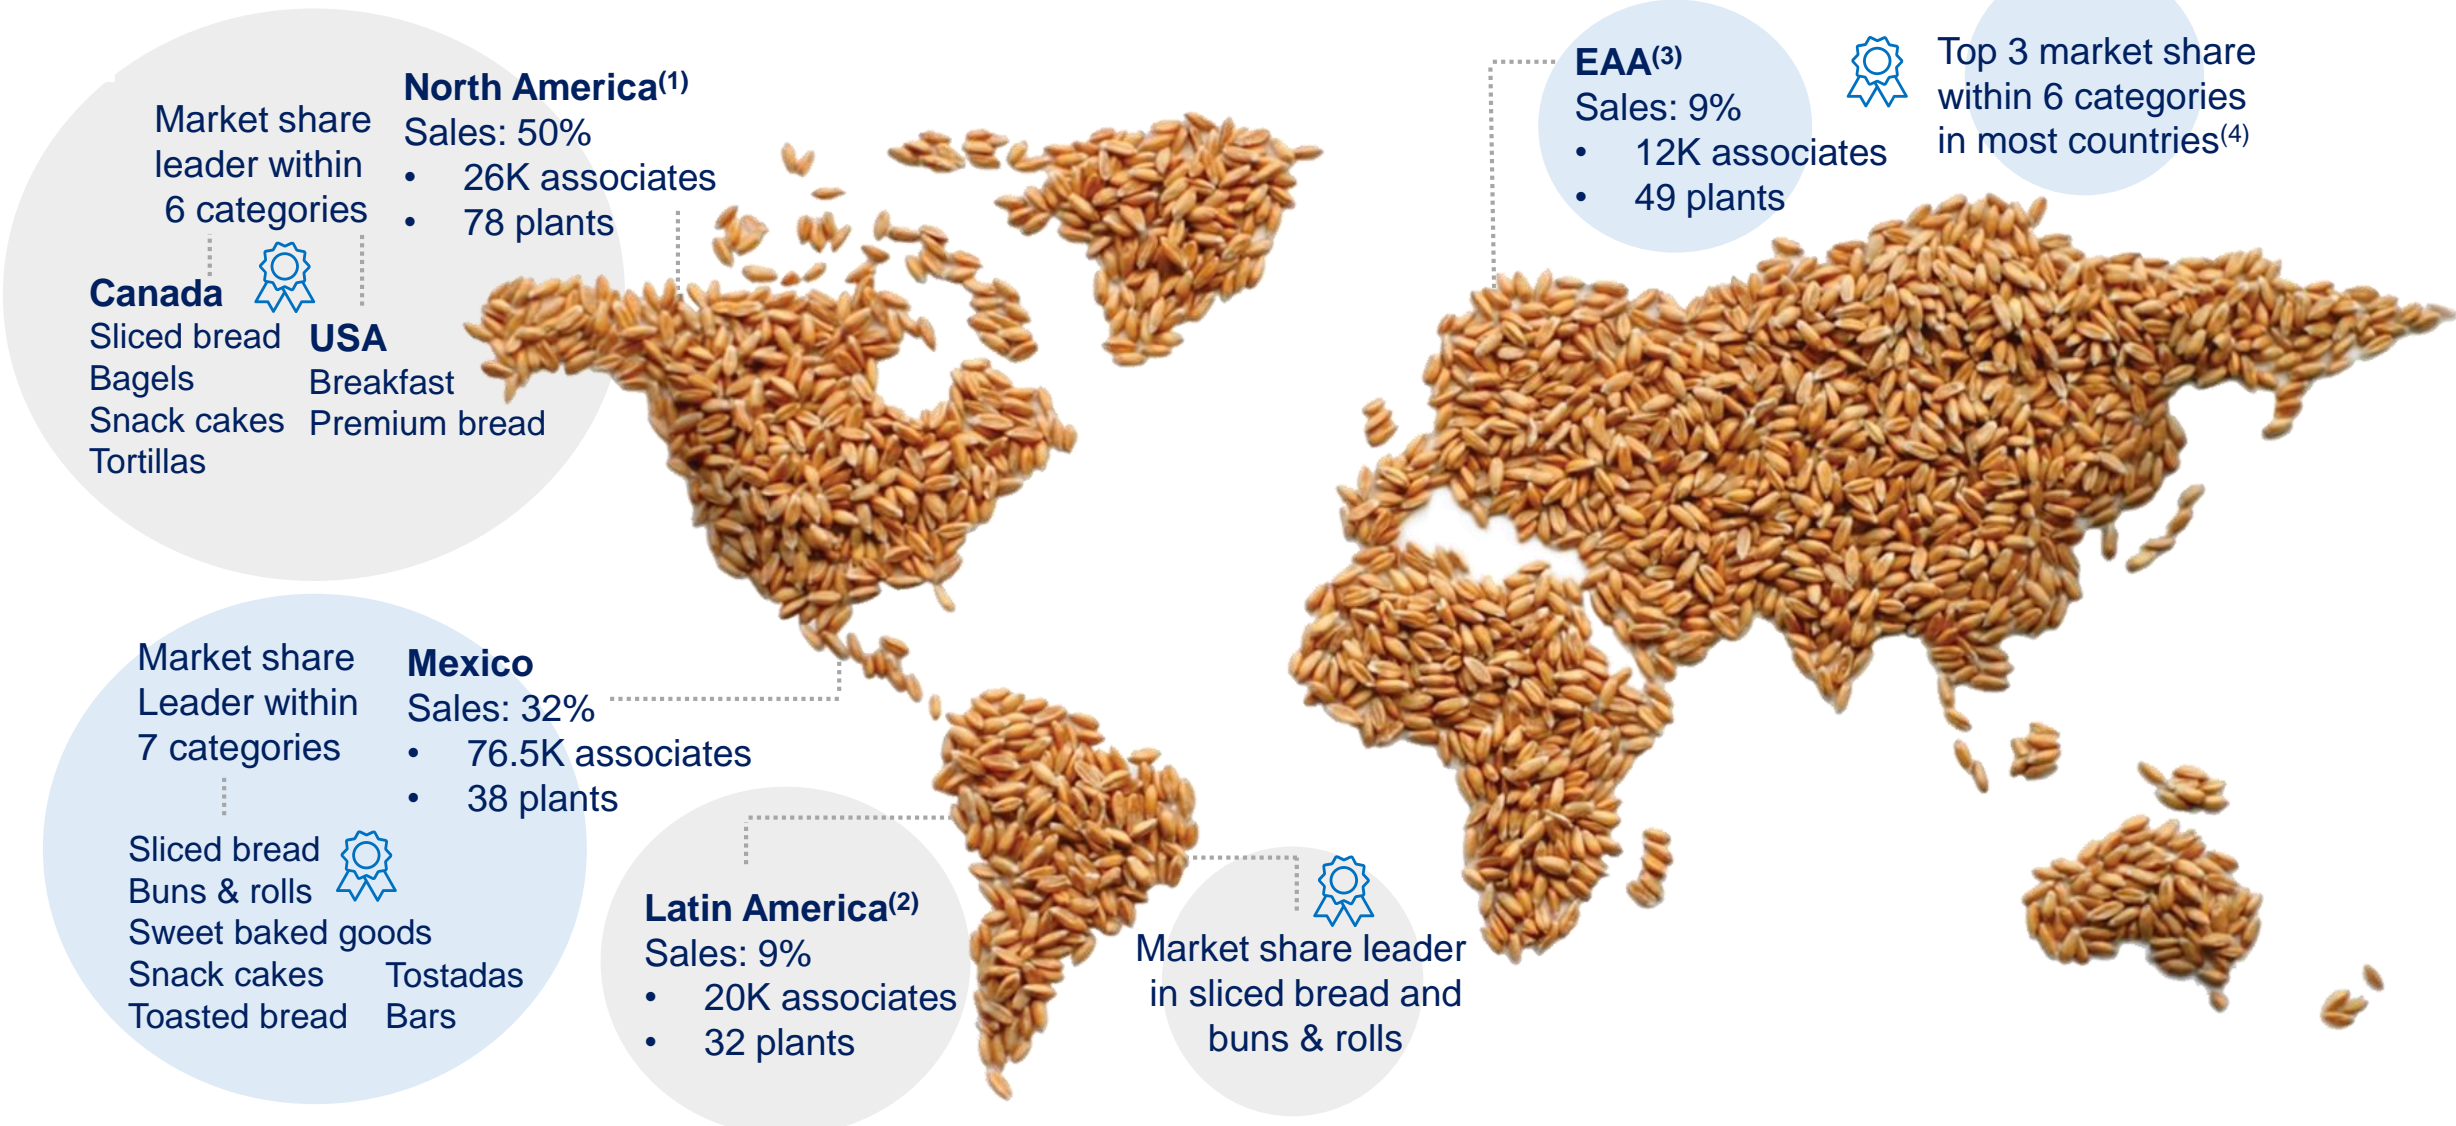 Market share
leader within
6 categories
North America(1)
Sales: 50%
• 26K associates
• 78 plants
Canada
Sliced bread
Bagels
Snack cakes
Tortillas
USA
Breakfast
Premium bread
EAA(3)
Sales: 9%
• 12K associates
• 49 plants
Top 3 market share
within 6 categories
in most countries(4)
Market share
Leader within
7 categories
Mexico
Sales: 32%
• 76.5K associates
• 38 plants
Sliced bread
Buns & rolls
Sweet baked goods
Snack cakes
Toasted bread
Tostadas
Bars
Latin America(2)
Sales: 9%
• 20K associates
• 32 plants
Market share leader
in sliced bread and
buns & rolls